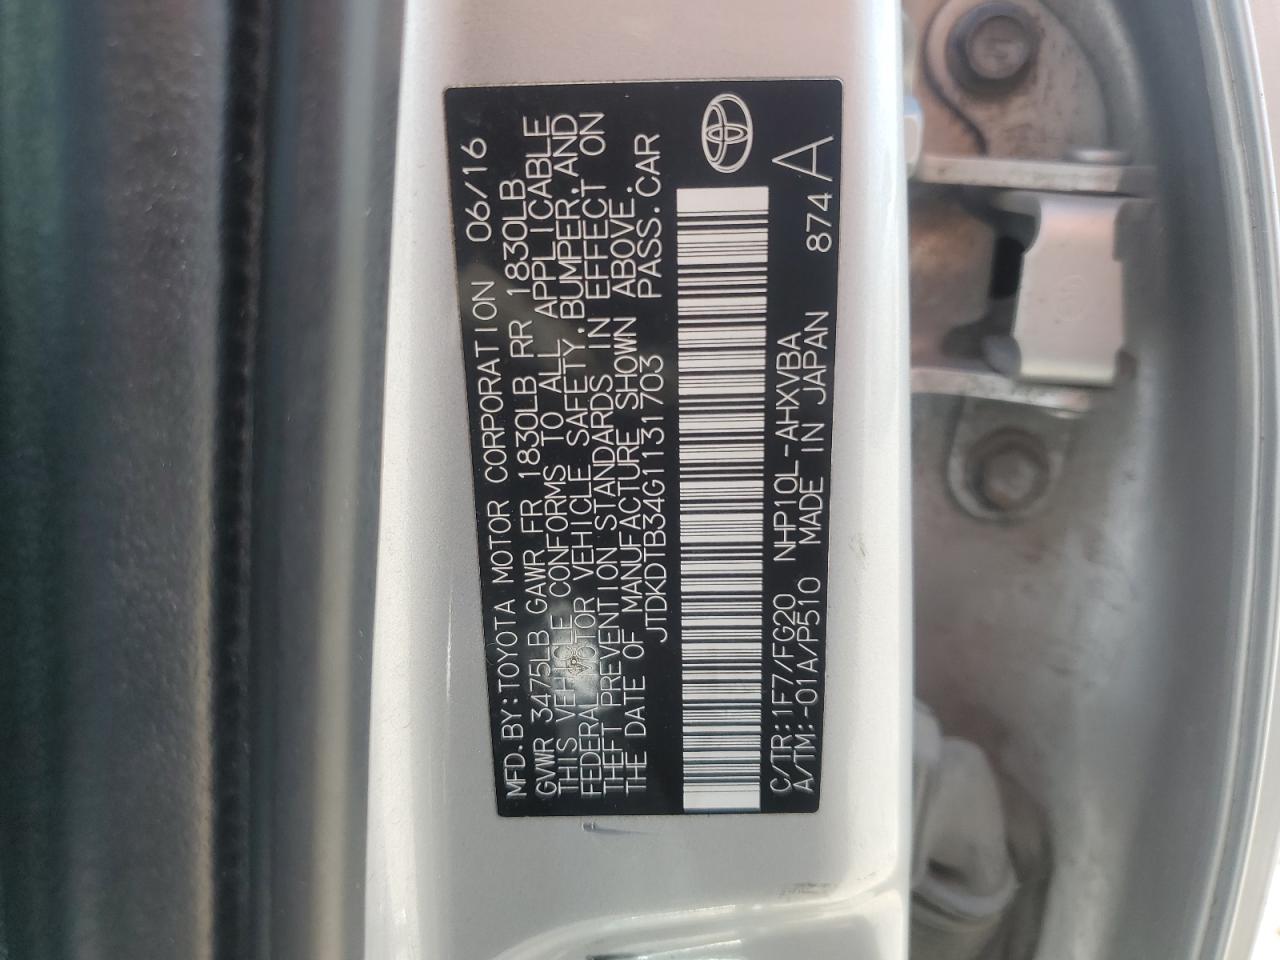 MFD.BY:TOYOTA MOTOR CORPORATION 06/16
GVWR 3475LB GAWR FR 1830LB RR 1830LB
THIS VEHICLE CONFORMS TO ALL APPLICABLE
FEDERAL MOTOR VEHICLE SAFETY, BUMPER, AND
THEFT PREVENTION STANDARDS IN EFFECT ON
THE DATE OF MANUFACTURE SHOWN ABOVE.
JTDKDTB34G1131703 PASS.CAR
C/TR:1F7/FG20 NHP10L-AHXVBA
A/TM:-01A/P510 MADE IN JAPAN 874 A